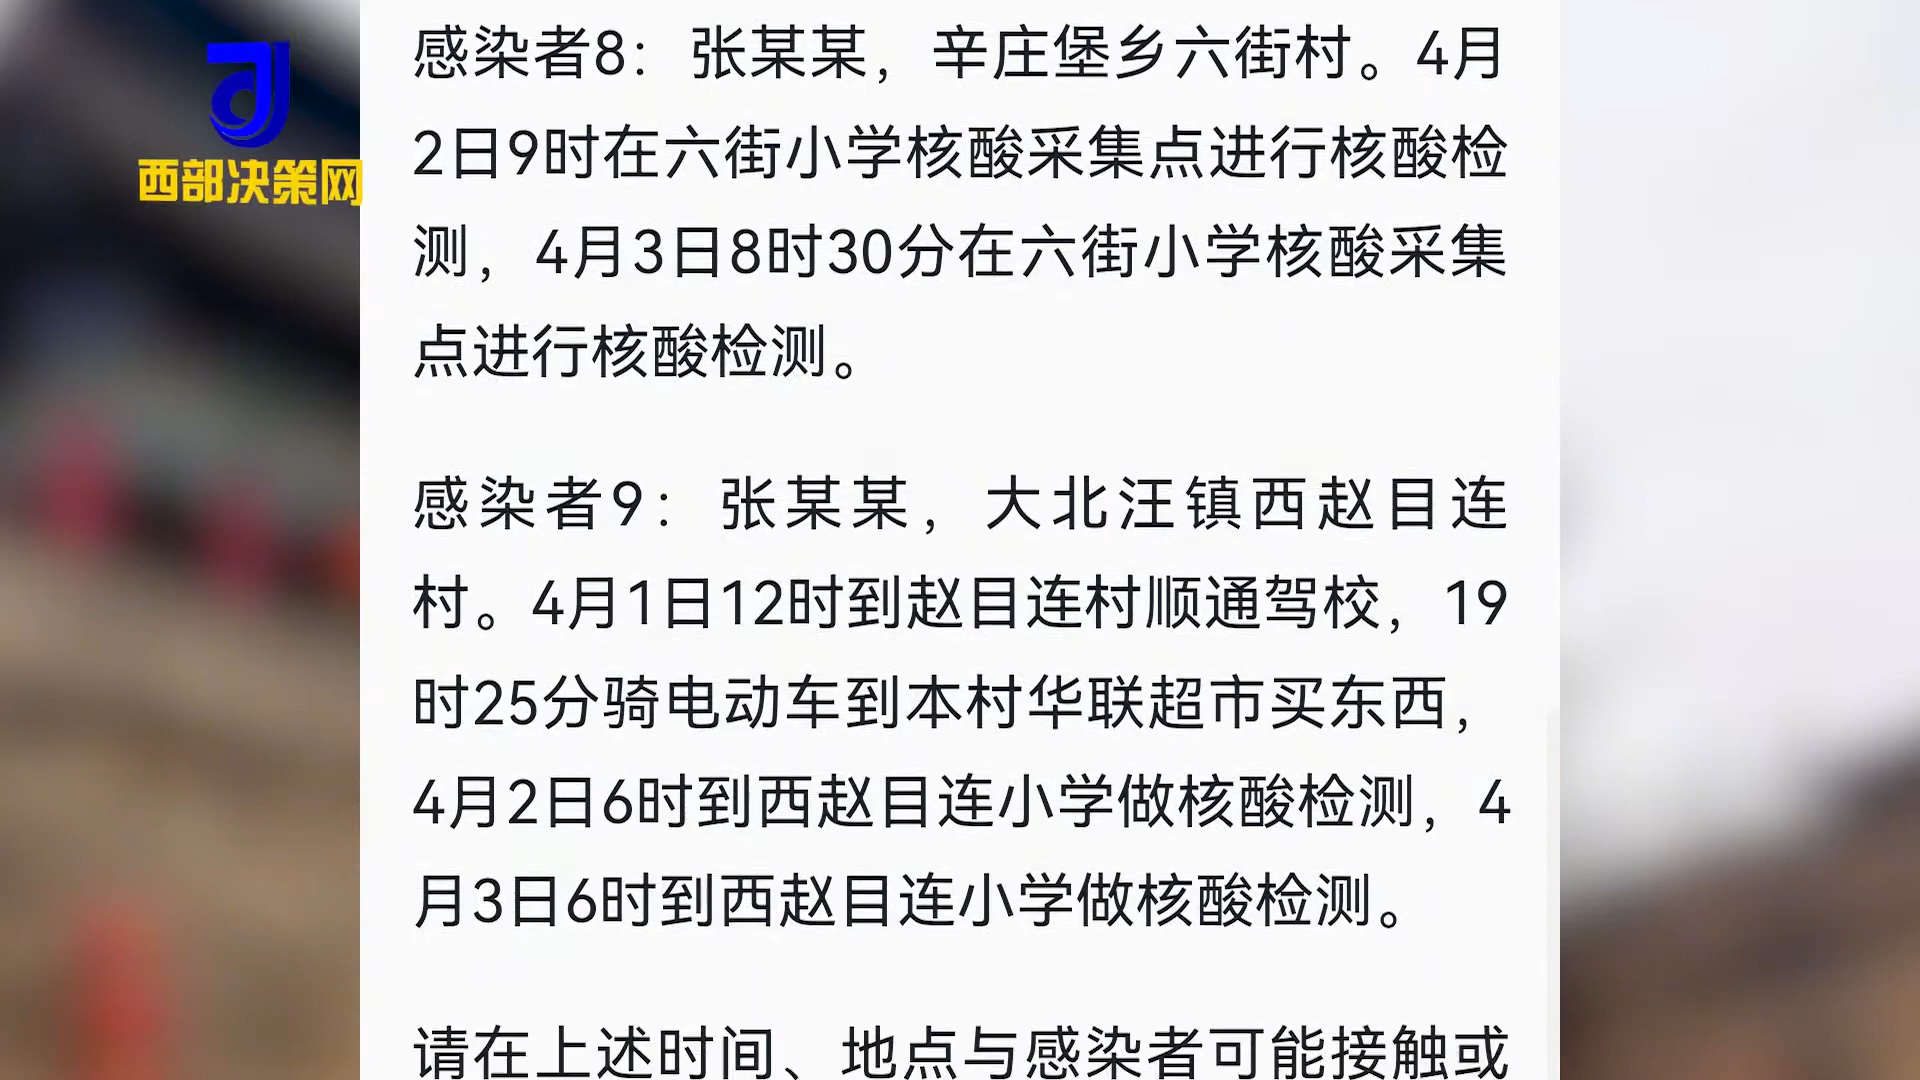 西部决策网
感染者8：张某某，辛庄堡乡六街村。4月
2日9时在六街小学核酸采集点进行核酸检
测，4月3日8时30分在六街小学核酸采集
点进行核酸检测。
感染者9：张某某，大北汪镇西赵目连
村。4月1日12时到赵目连村顺通驾校，19
时25分骑电动车到本村华联超市买东西，
4月2日6时到西赵目连小学做核酸检测，4
月3日6时到西赵目连小学做核酸检测。
请在上述时间、地点与感染者可能接触或